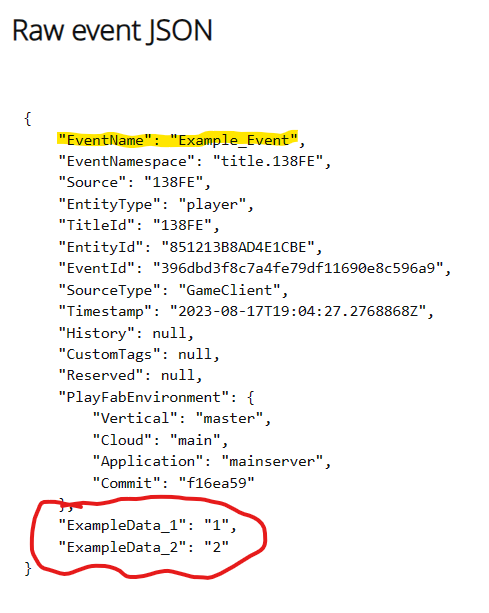 Raw event JSON
{
"EventName": "Example_Event",
"EventNamespace": "title.138FE",
"Source": "138FE",
"EntityType": "player",
"TitleId": "138FE",
"EntityId": "851213B8AD4E1CBE",
"EventId": "396dbd3f8c7a4fe79df11690e8c596a9",
"SourceType": "GameClient",
"Timestamp": "2023-08-17T19:04:27.2768868Z",
"History": null,
"CustomTags": null,
"Reserved": null,
"PlayFabEnvironment": {
"Vertical": "master",
"Cloud": "main",
"Application": "mainserver",
"Commit": "f16ea59"
},
"ExampleData_1": "1",
"ExampleData_2": "2"
}